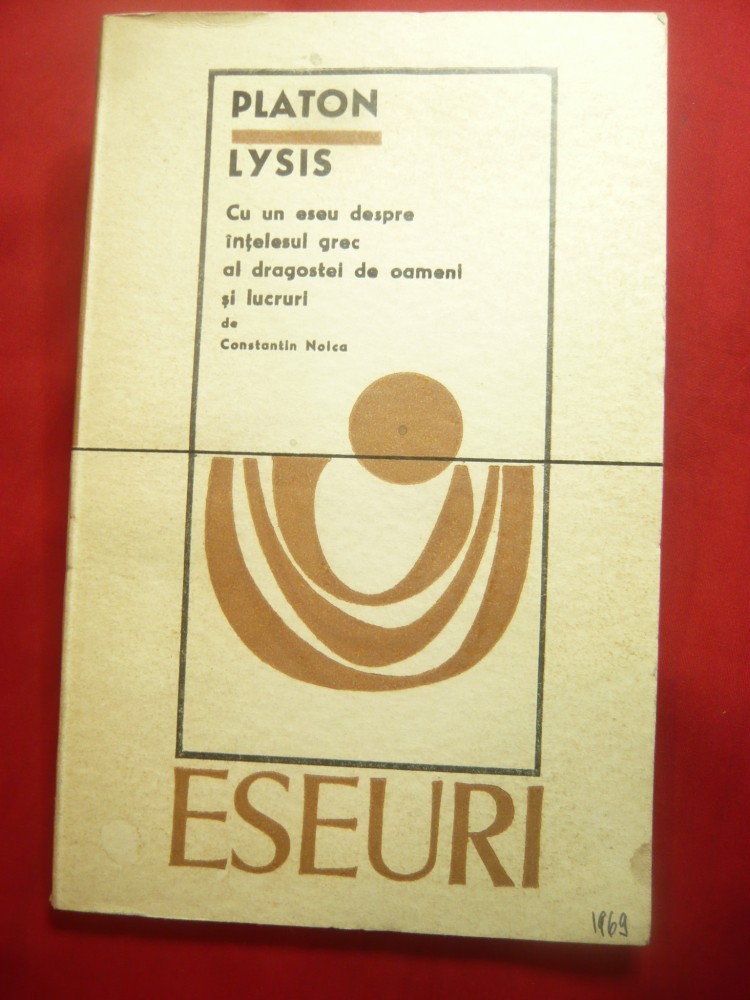 PLATON
LYSIS
Cu un eseu despre
înțelesul grec
al dragostei de oameni
și lucruri
de
Constantin Noica
ESEURI
1969